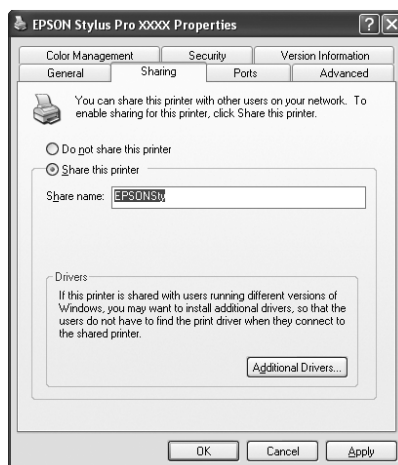 EPSON Stylus Pro XXXX Properties
Color Management Security Version Information
General Sharing Ports Advanced
You can share this printer with other users on your network. To
enable sharing for this printer, click Share this printer.
Do not share this printer
Share this printer
Share name: EPSONSty
Drivers
If this printer is shared with users running different versions of
Windows, you may want to install additional drivers, so that the
users do not have to find the print driver when they connect to
the shared printer.
Additional Drivers...
OK Cancel Apply